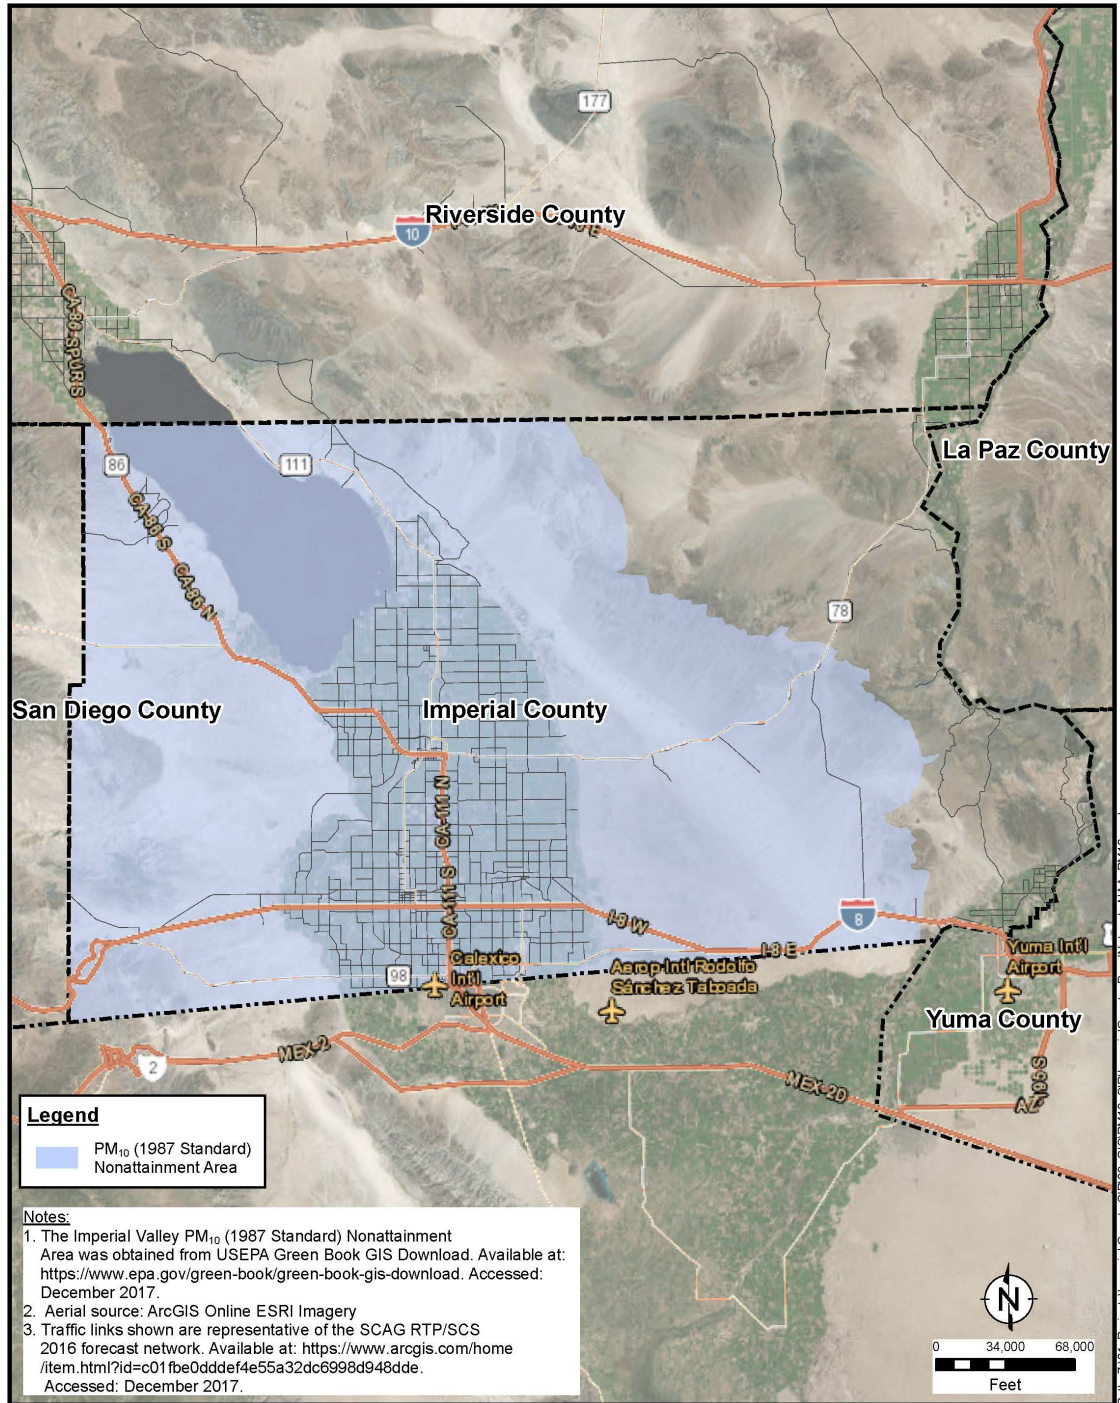 177
Riverside County
10
CA-86 SPUR S
La Paz County
86
111
CA-86 S
CA-86 N
78
San Diego County
Imperial County
CA-111 N
CA-111 S
I-8 W
8
I-8 E
98
Calexico
Int'l
Airport
Aerop Intl Rodolfo
Sánchez Taboada
Yuma Int'l
Airport
Yuma County
MEX-2
2
MEX-2D
Legend
PM₁₀ (1987 Standard)
Nonattainment Area
Notes:
1. The Imperial Valley PM₁₀ (1987 Standard) Nonattainment
Area was obtained from USEPA Green Book GIS Download. Available at:
https://www.epa.gov/green-book/green-book-gis-download. Accessed:
December 2017.
2. Aerial source: ArcGIS Online ESRI Imagery
3. Traffic links shown are representative of the SCAG RTP/SCS
2016 forecast network. Available at: https://www.arcgis.com/home
/item.html?id=c01fbe0dddef4e55a32dc6998d948dde.
Accessed: December 2017.
N
0 34,000 68,000
Feet